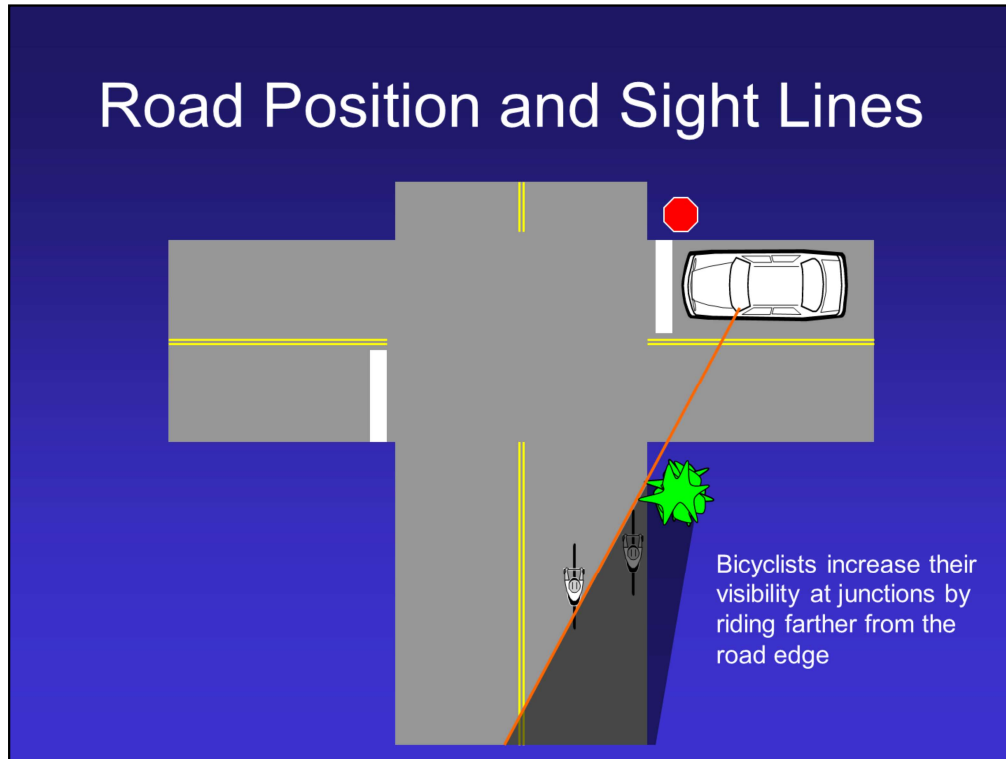 Road Position and Sight Lines
Bicyclists increase their
visibility at junctions by
riding farther from the
road edge